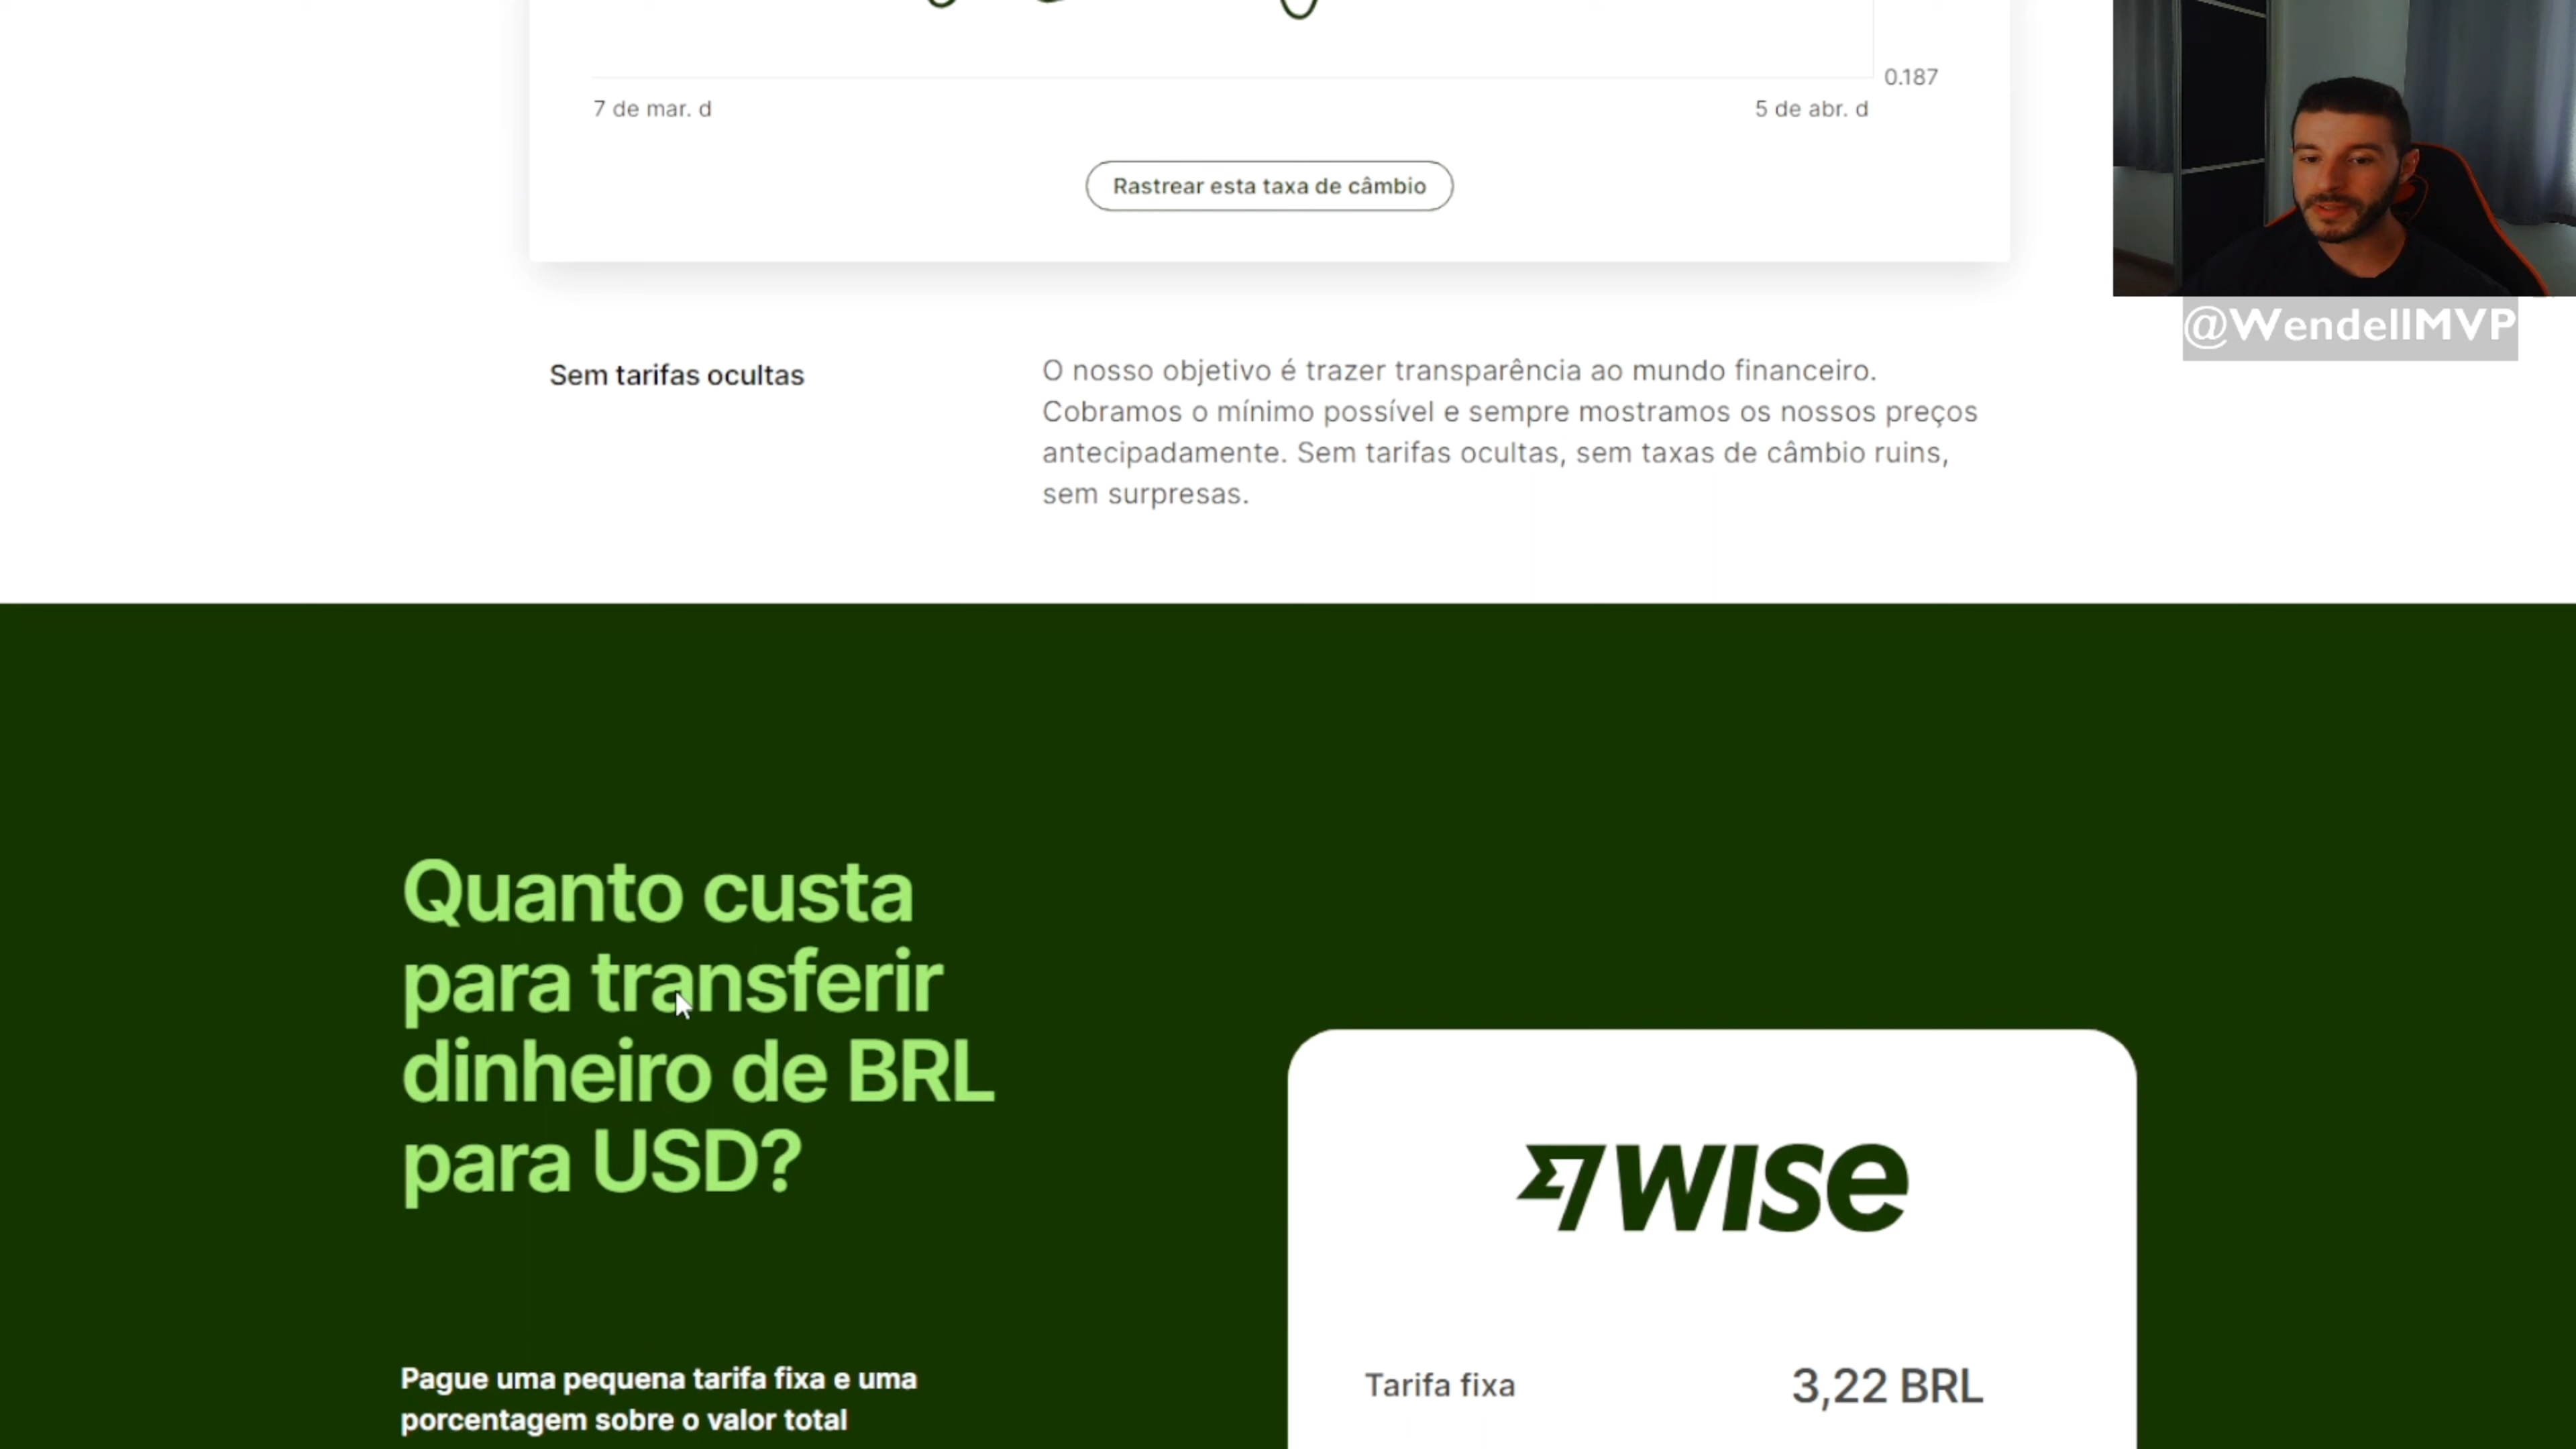 0.187
7 de mar. d
5 de abr. d
Rastrear esta taxa de câmbio
@WendellMVP
Sem tarifas ocultas
O nosso objetivo é trazer transparência ao mundo financeiro.
Cobramos o mínimo possível e sempre mostramos os nossos preços
antecipadamente. Sem tarifas ocultas, sem taxas de câmbio ruins,
sem surpresas.
Quanto custa
para transferir
dinheiro de BRL
para USD?
Pague uma pequena tarifa fixa e uma
porcentagem sobre o valor total
WISE
Tarifa fixa
3,22 BRL